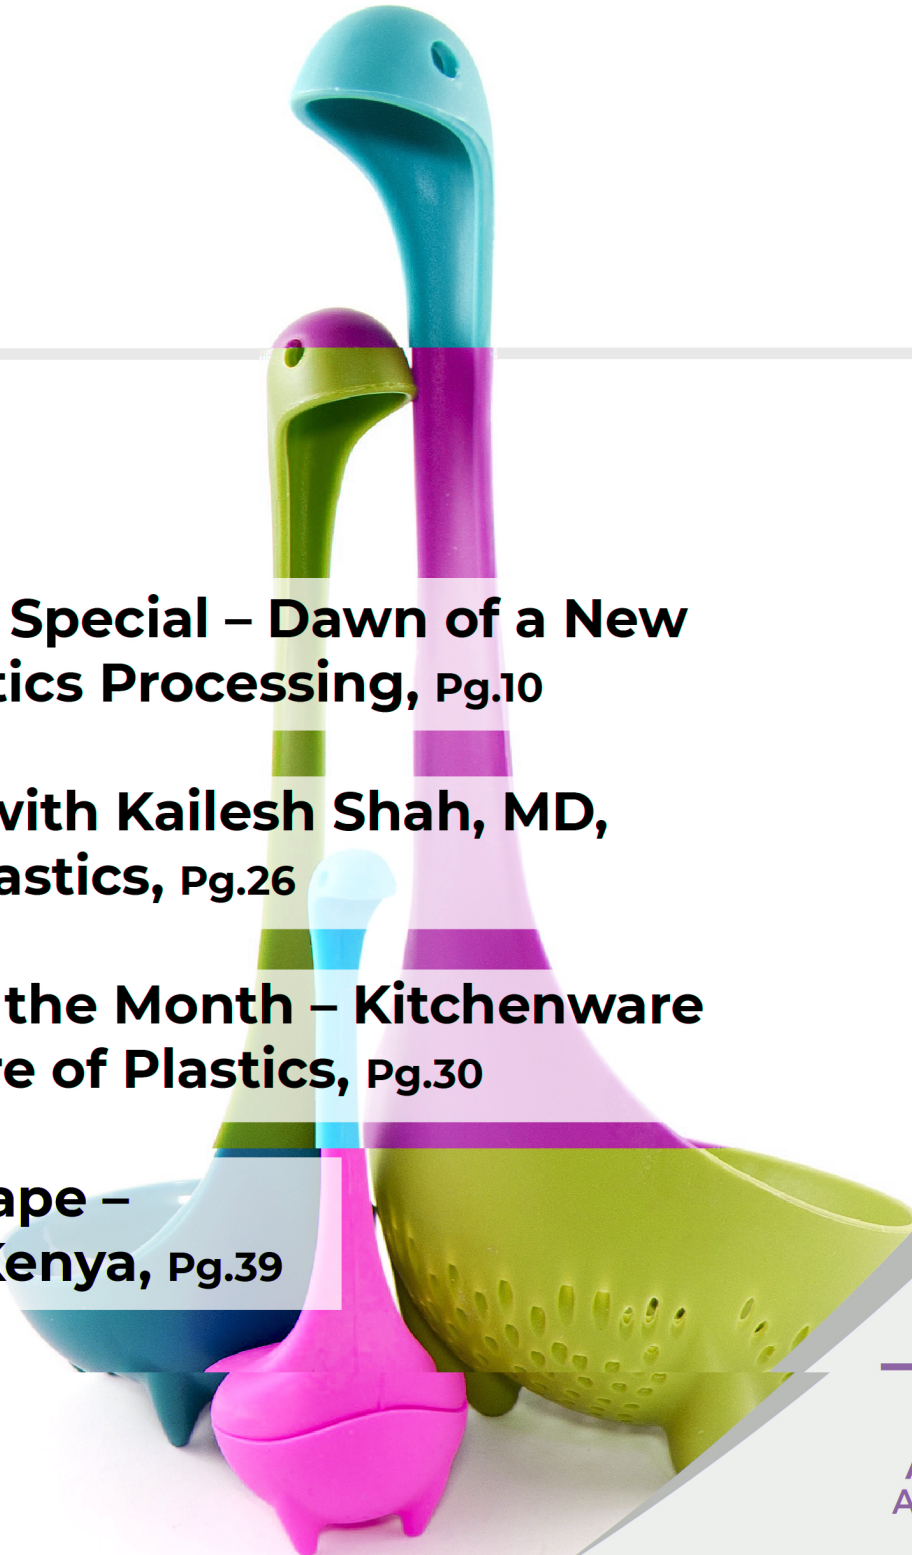 Special – Dawn of a New
tics Processing, Pg.10
with Kailesh Shah, MD,
astics, Pg.26
the Month – Kitchenware
re of Plastics, Pg.30
ape –
Kenya, Pg.39
A
A